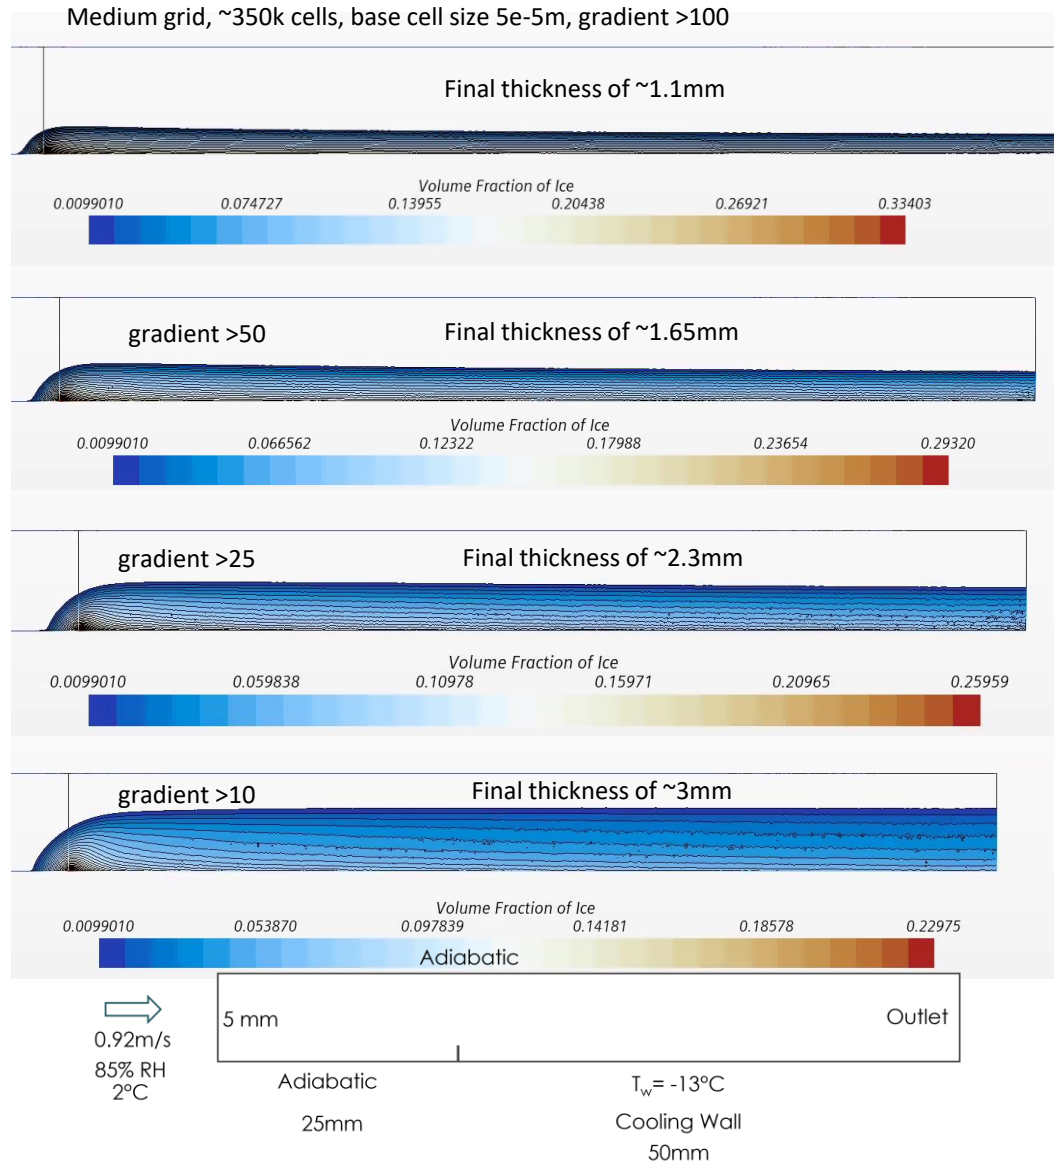 Medium grid, ~350k cells, base cell size 5e-5m, gradient >100
Final thickness of ~1.1mm
Volume Fraction of Ice
0.0099010 0.074727 0.13955 0.20438 0.26921 0.33403
gradient >50 Final thickness of ~1.65mm
Volume Fraction of Ice
0.0099010 0.066562 0.12322 0.17988 0.23654 0.29320
gradient >25 Final thickness of ~2.3mm
Volume Fraction of Ice
0.0099010 0.059838 0.10978 0.15971 0.20965 0.25959
gradient >10 Final thickness of ~3mm
Volume Fraction of Ice
0.0099010 0.053870 0.097839 0.14181 0.18578 0.22975
Adiabatic
5 mm Outlet
0.92m/s
85% RH
2°C
Adiabatic T_w= -13°C
25mm Cooling Wall
50mm